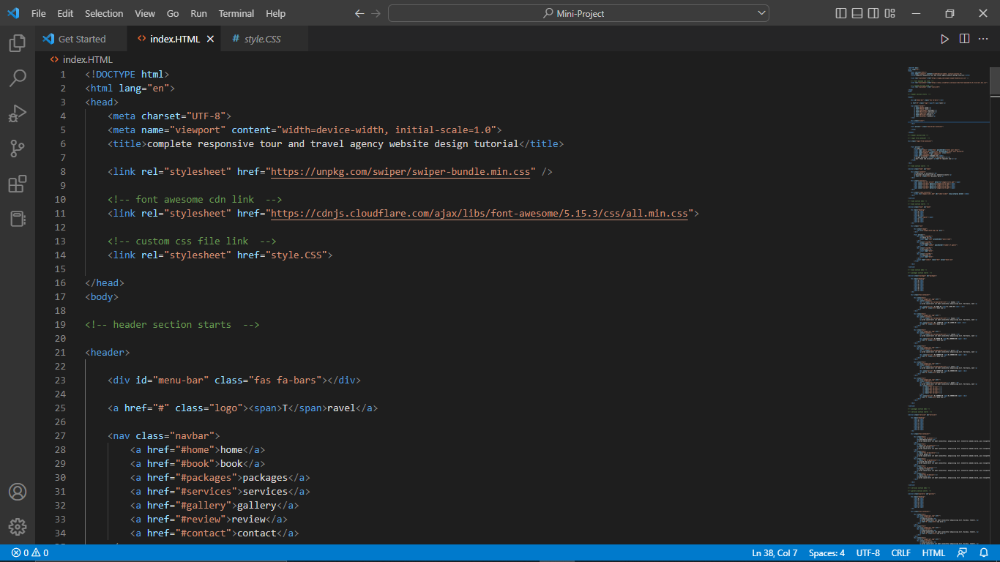 File Edit Selection View Go Run Terminal Help Mini-Project
Get Started index.HTML style.CSS
index.HTML
1 <!DOCTYPE html>
2 <html lang="en">
3 <head>
4 <meta charset="UTF-8">
5 <meta name="viewport" content="width=device-width, initial-scale=1.0">
6 <title>complete responsive tour and travel agency website design tutorial</title>
7
8 <link rel="stylesheet" href="https://unpkg.com/swiper/swiper-bundle.min.css" />
9
10 <!-- font awesome cdn link  -->
11 <link rel="stylesheet" href="https://cdnjs.cloudflare.com/ajax/libs/font-awesome/5.15.3/css/all.min.css">
12
13 <!-- custom css file link  -->
14 <link rel="stylesheet" href="style.CSS">
15
16 </head>
17 <body>
18
19 <!-- header section starts  -->
20
21 <header>
22
23 <div id="menu-bar" class="fas fa-bars"></div>
24
25 <a href="#" class="logo"><span>T</span>ravel</a>
26
27 <nav class="navbar">
28 <a href="#home">home</a>
29 <a href="#book">book</a>
30 <a href="#packages">packages</a>
31 <a href="#services">services</a>
32 <a href="#gallery">gallery</a>
33 <a href="#review">review</a>
34 <a href="#contact">contact</a>
0 0 Ln 38, Col 7 Spaces: 4 UTF-8 CRLF HTML